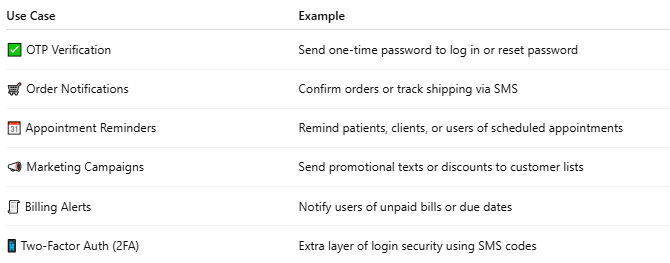 Use Case Example
✅ OTP Verification Send one-time password to log in or reset password
🛒 Order Notifications Confirm orders or track shipping via SMS
📅 Appointment Reminders Remind patients, clients, or users of scheduled appointments
📢 Marketing Campaigns Send promotional texts or discounts to customer lists
🧾 Billing Alerts Notify users of unpaid bills or due dates
📱 Two-Factor Auth (2FA) Extra layer of login security using SMS codes